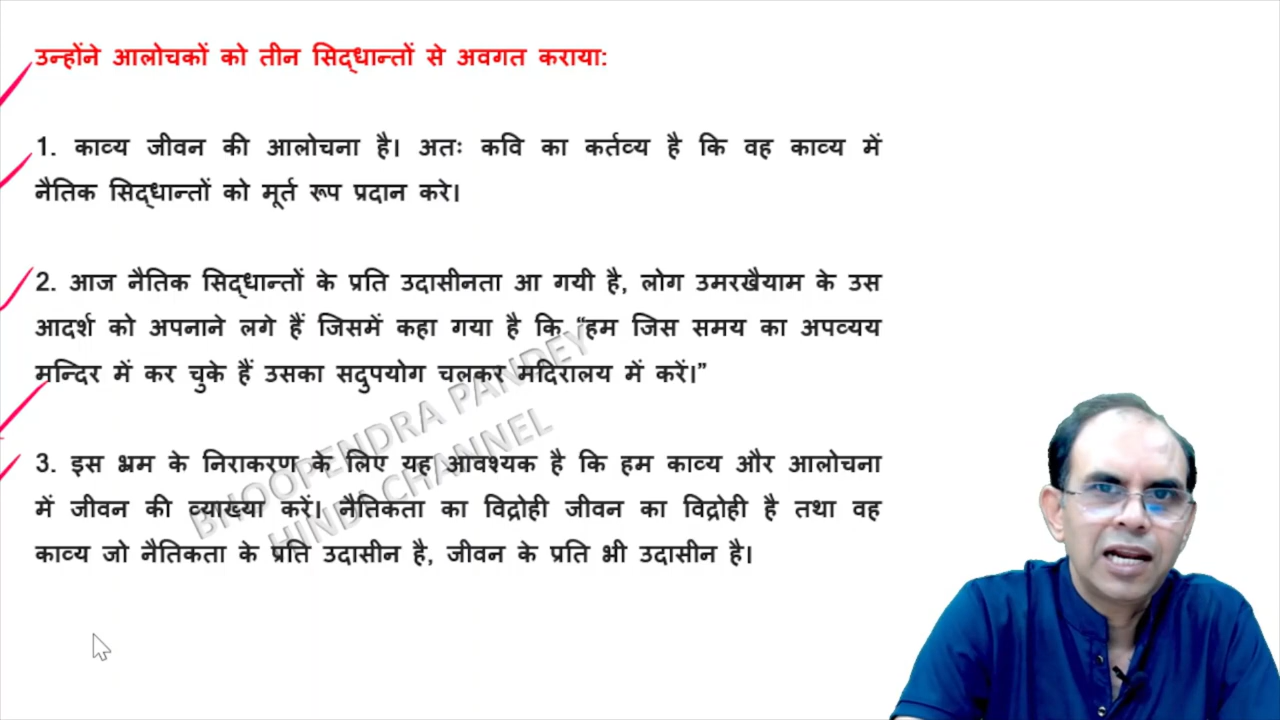 उन्होंने आलोचकों को तीन सिद्धान्तों से अवगत कराया:
1. काव्य जीवन की आलोचना है। अतः कवि का कर्तव्य है कि वह काव्य में
नैतिक सिद्धान्तों को मूर्त रूप प्रदान करे।
2. आज नैतिक सिद्धान्तों के प्रति उदासीनता आ गयी है, लोग उमरखैयाम के उस
आदर्श को अपनाने लगे हैं जिसमें कहा गया है कि “हम जिस समय का अपव्यय
मन्दिर में कर चुके हैं उसका सदुपयोग चलकर मदिरालय में करें।”
3. इस भ्रम के निराकरण के लिए यह आवश्यक है कि हम काव्य और आलोचना
में जीवन की व्याख्या करें। नैतिकता का विद्रोही जीवन का विद्रोही है तथा वह
काव्य जो नैतिकता के प्रति उदासीन है, जीवन के प्रति भी उदासीन है।
BHOOPENDRA PANDEY
HINDI CHANNEL